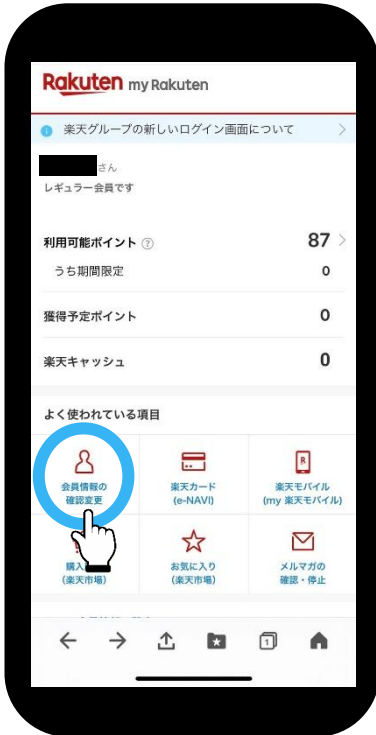 Rakuten my Rakuten
楽天グループの新しいログイン画面について
さん
レギュラー会員です
利用可能ポイント ? 87
うち期間限定 0
獲得予定ポイント 0
楽天キャッシュ 0
よく使われている項目
会員情報の
確認変更
楽天カード
(e-NAVI)
楽天モバイル
(my 楽天モバイル)
購入
(楽天市場)
お気に入り
(楽天市場)
メルマガの
確認・停止
1